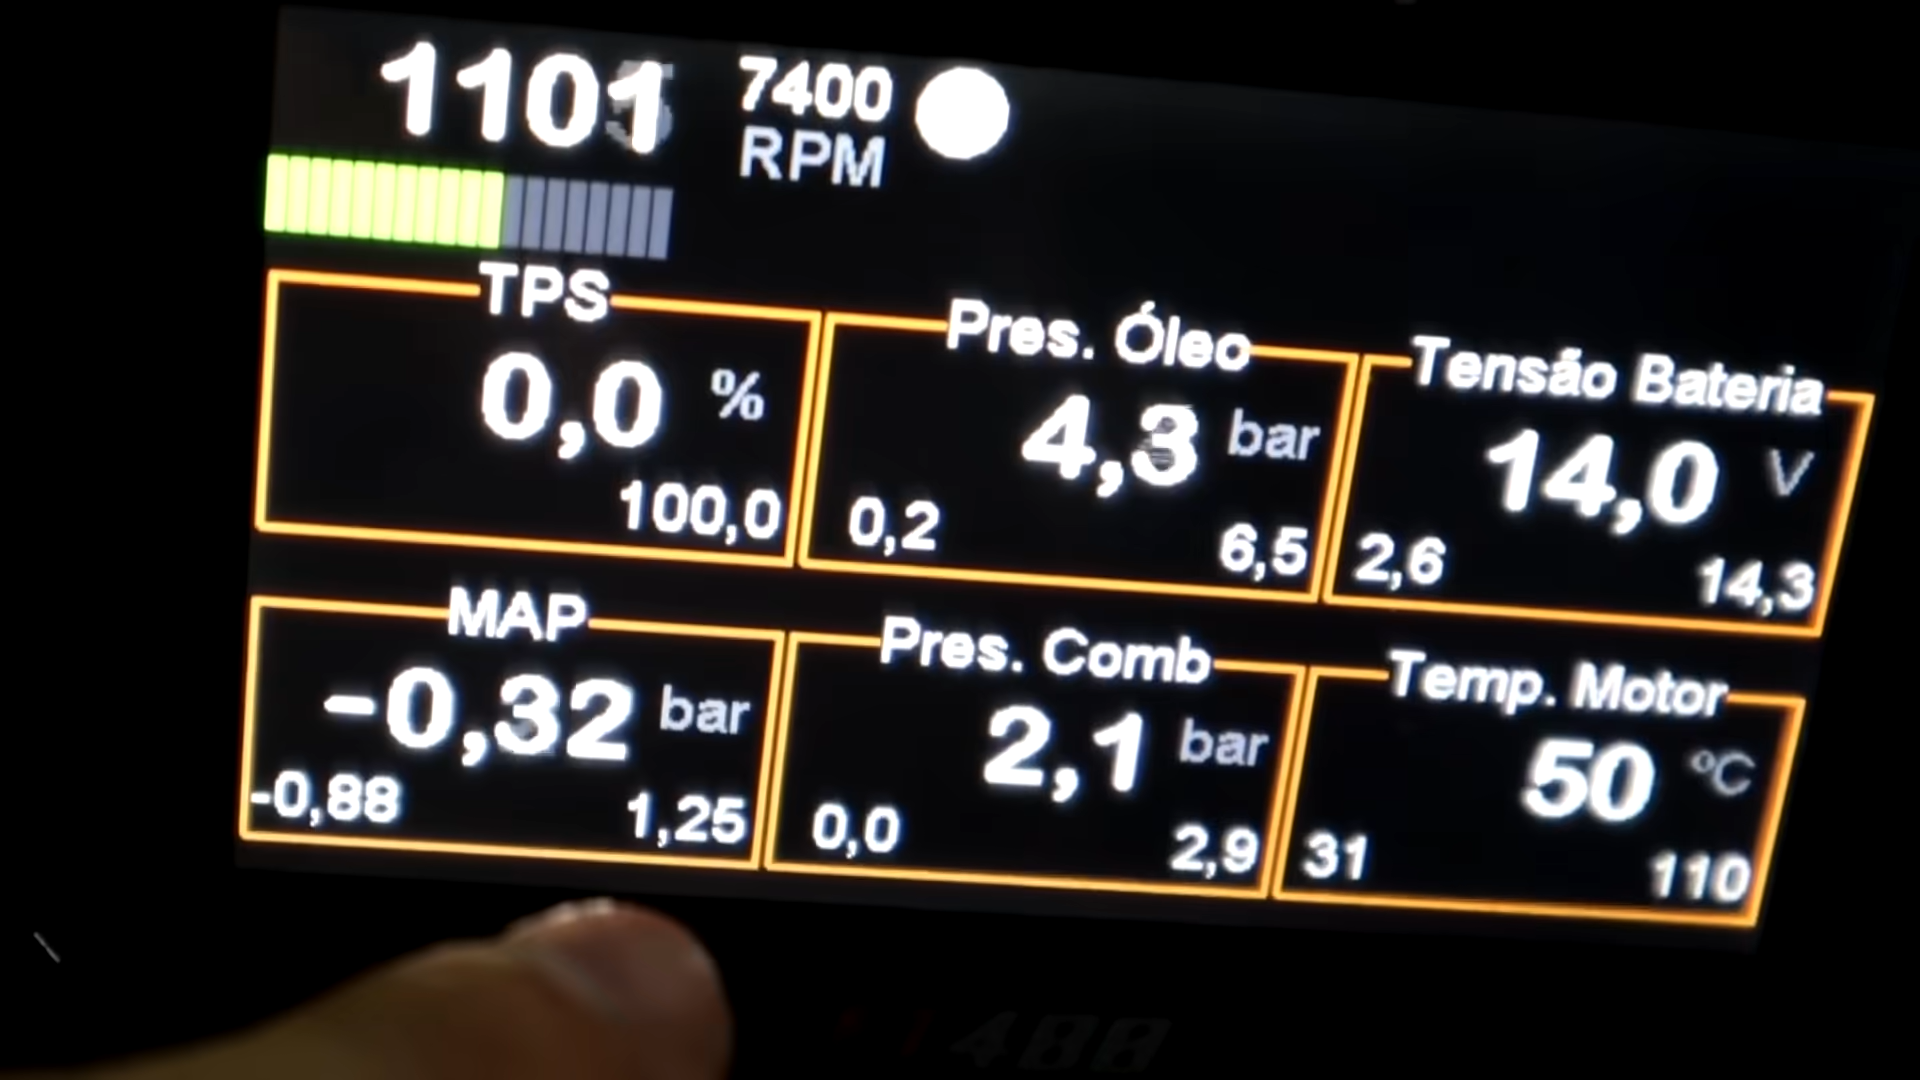 1101 7400
RPM
TPS
0,0 %
100,0
Pres. Óleo
4,3 bar
0,2 6,5
Tensão Bateria
14,0 V
2,6 14,3
MAP
-0,32 bar
-0,88 1,25
Pres. Comb
2,1 bar
0,0 2,9
Temp. Motor
50 °C
31 110